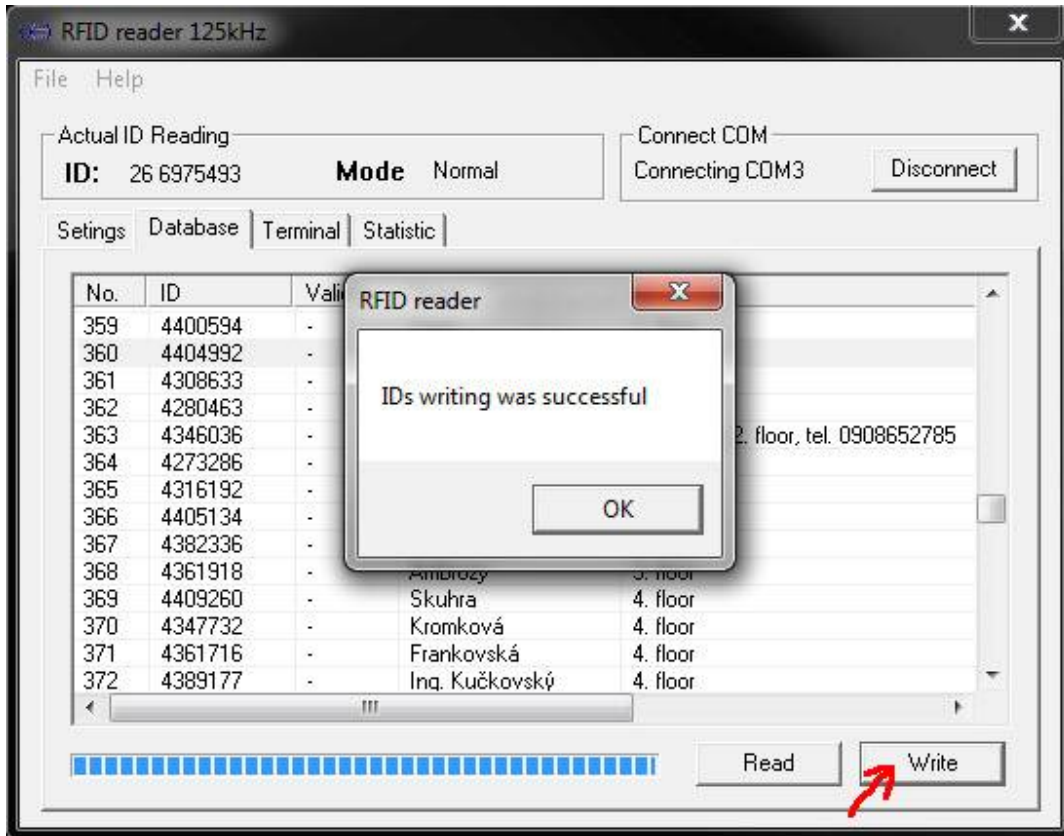 RFID reader 125kHz
File Help
Actual ID Reading
Connect COM
ID: 26 6975493 Mode Normal
Connecting COM3 Disconnect
Setings Database Terminal Statistic
No. ID
RFID reader
IDs writing was successful
OK
359 4400594 -
360 4404992 -
361 4308633 -
362 4280463 -
363 4346036 - 2. floor, tel. 0908652785
364 4273286 -
365 4316192 -
366 4405134 -
367 4382336 -
368 4361918 - floor
369 4409260 - Skuhra 4. floor
370 4347732 - Kromková 4. floor
371 4361716 - Frankovská 4. floor
372 4389177 - Ing. Kučkovský 4. floor
Read Write